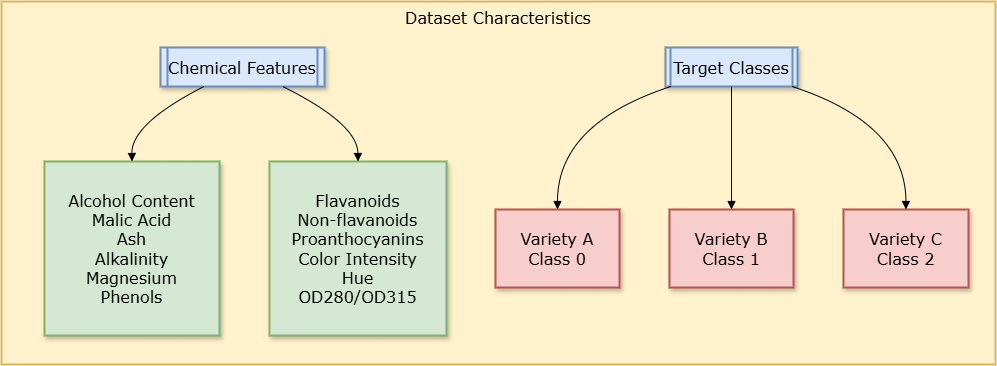 Dataset Characteristics
Chemical Features
Target Classes
Alcohol Content
Malic Acid
Ash
Alkalinity
Magnesium
Phenols
Flavanoids
Non-flavanoids
Proanthocyanins
Color Intensity
Hue
OD280/OD315
Variety A
Class 0
Variety B
Class 1
Variety C
Class 2